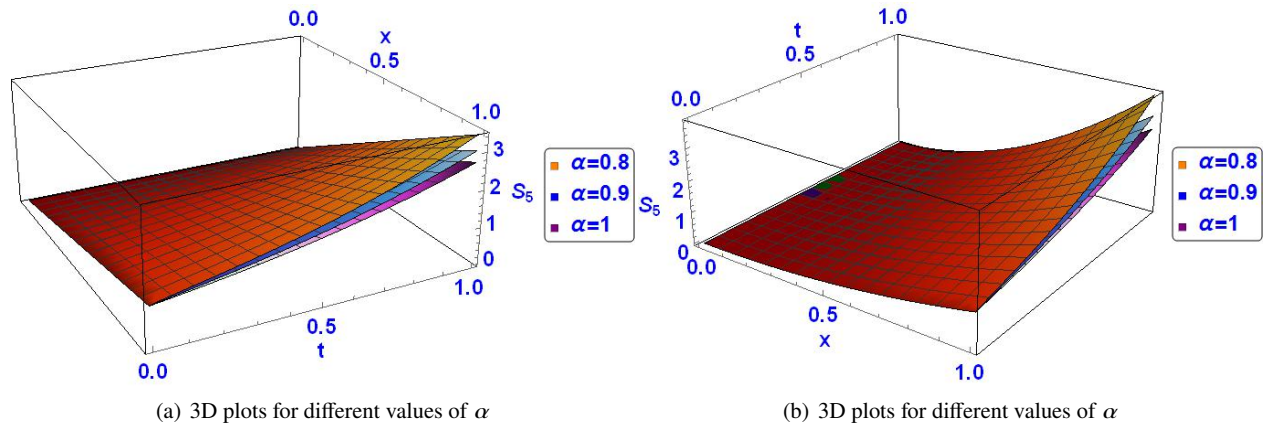 0.0
x
0.5
1.0
3
2
S5
1
0
0.0
0.5
t
1.0
α=0.8
α=0.9
α=1
(a) 3D plots for different values of α
1.0
t
0.5
0.0
3
2
S5
1
0
0.0
0.5
x
1.0
α=0.8
α=0.9
α=1
(b) 3D plots for different values of α